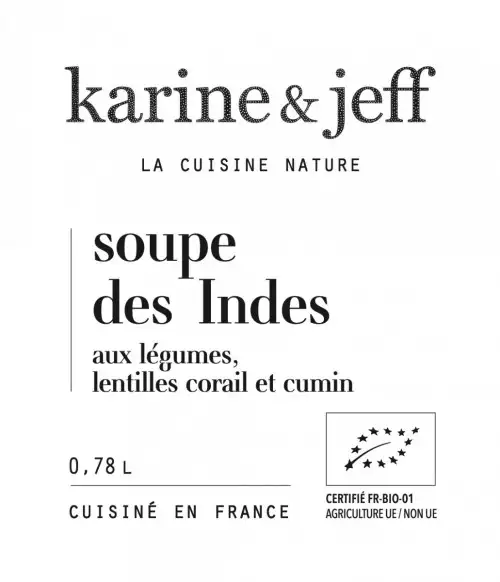 karine & jeff
LA CUISINE NATURE
soupe
des Indes
aux légumes,
lentilles corail et cumin
0,78 L
CUISINÉ EN FRANCE
CERTIFIÉ FR-BIO-01
AGRICULTURE UE / NON UE